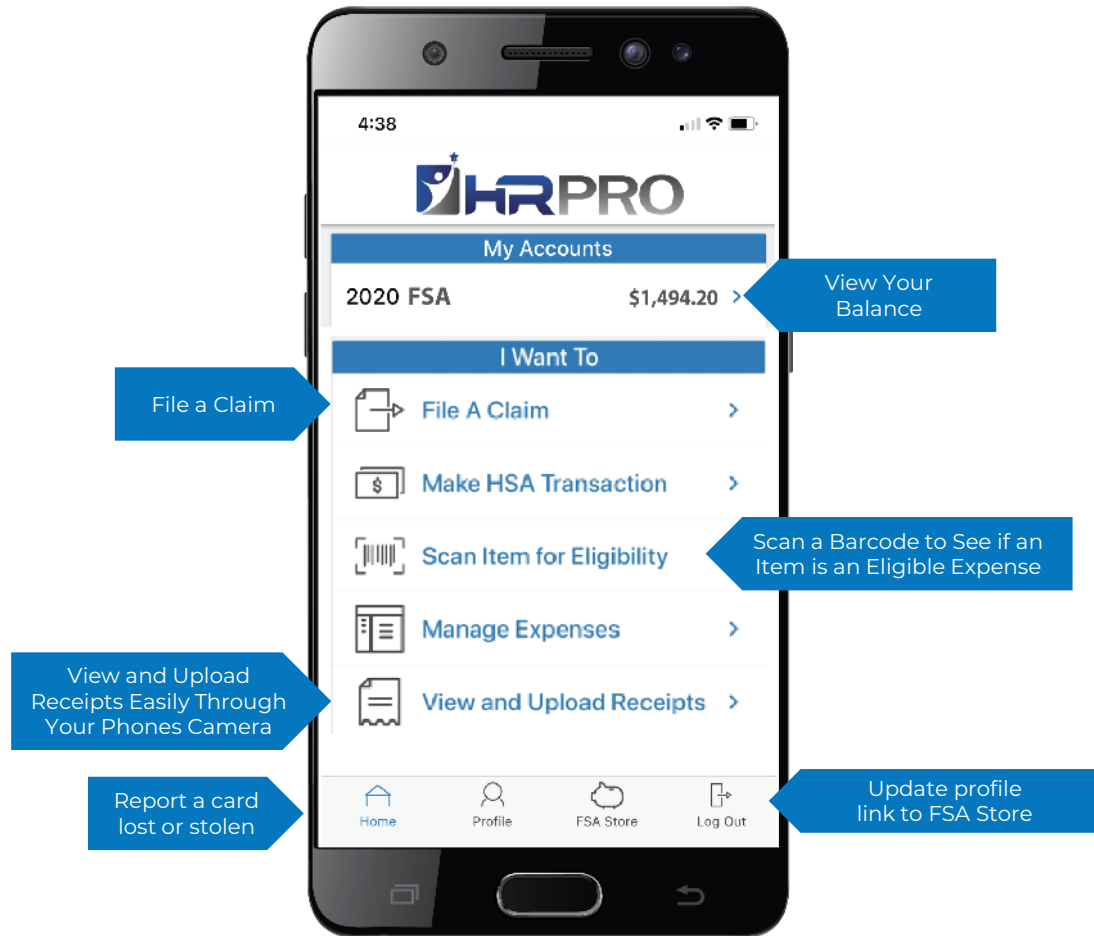 4:38
HRPRO
My Accounts
2020 FSA $1,494.20
View Your
Balance
I Want To
File a Claim
File A Claim
Make HSA Transaction
Scan Item for Eligibility
Scan a Barcode to See if an
Item is an Eligible Expense
Manage Expenses
View and Upload
Receipts Easily Through
Your Phones Camera
View and Upload Receipts
Report a card
lost or stolen
Home Profile FSA Store Log Out
Update profile
link to FSA Store